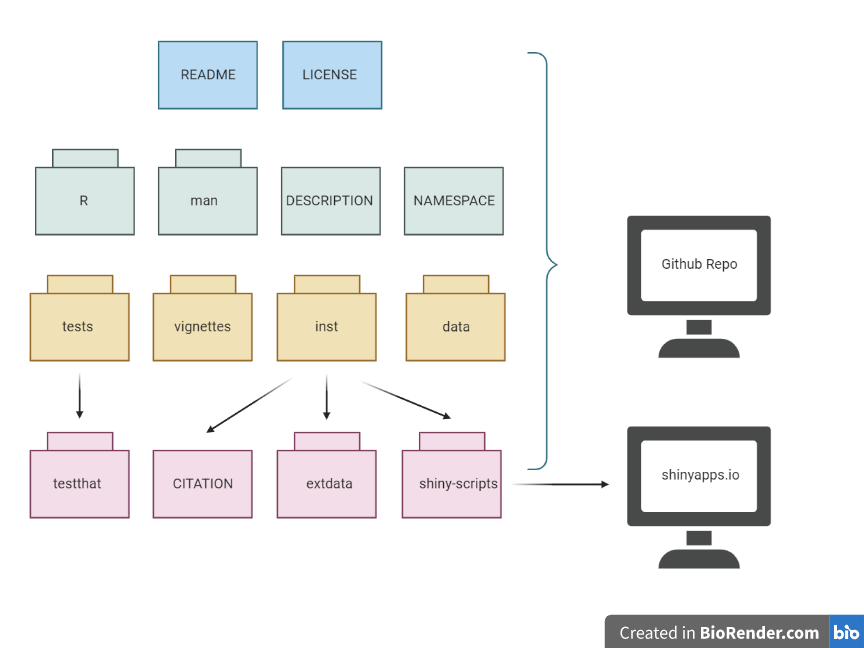 README
LICENSE
R
man
DESCRIPTION
NAMESPACE
Github Repo
tests
vignettes
inst
data
testthat
CITATION
extdata
shiny-scripts
shinyapps.io
Created in BioRender.com bio